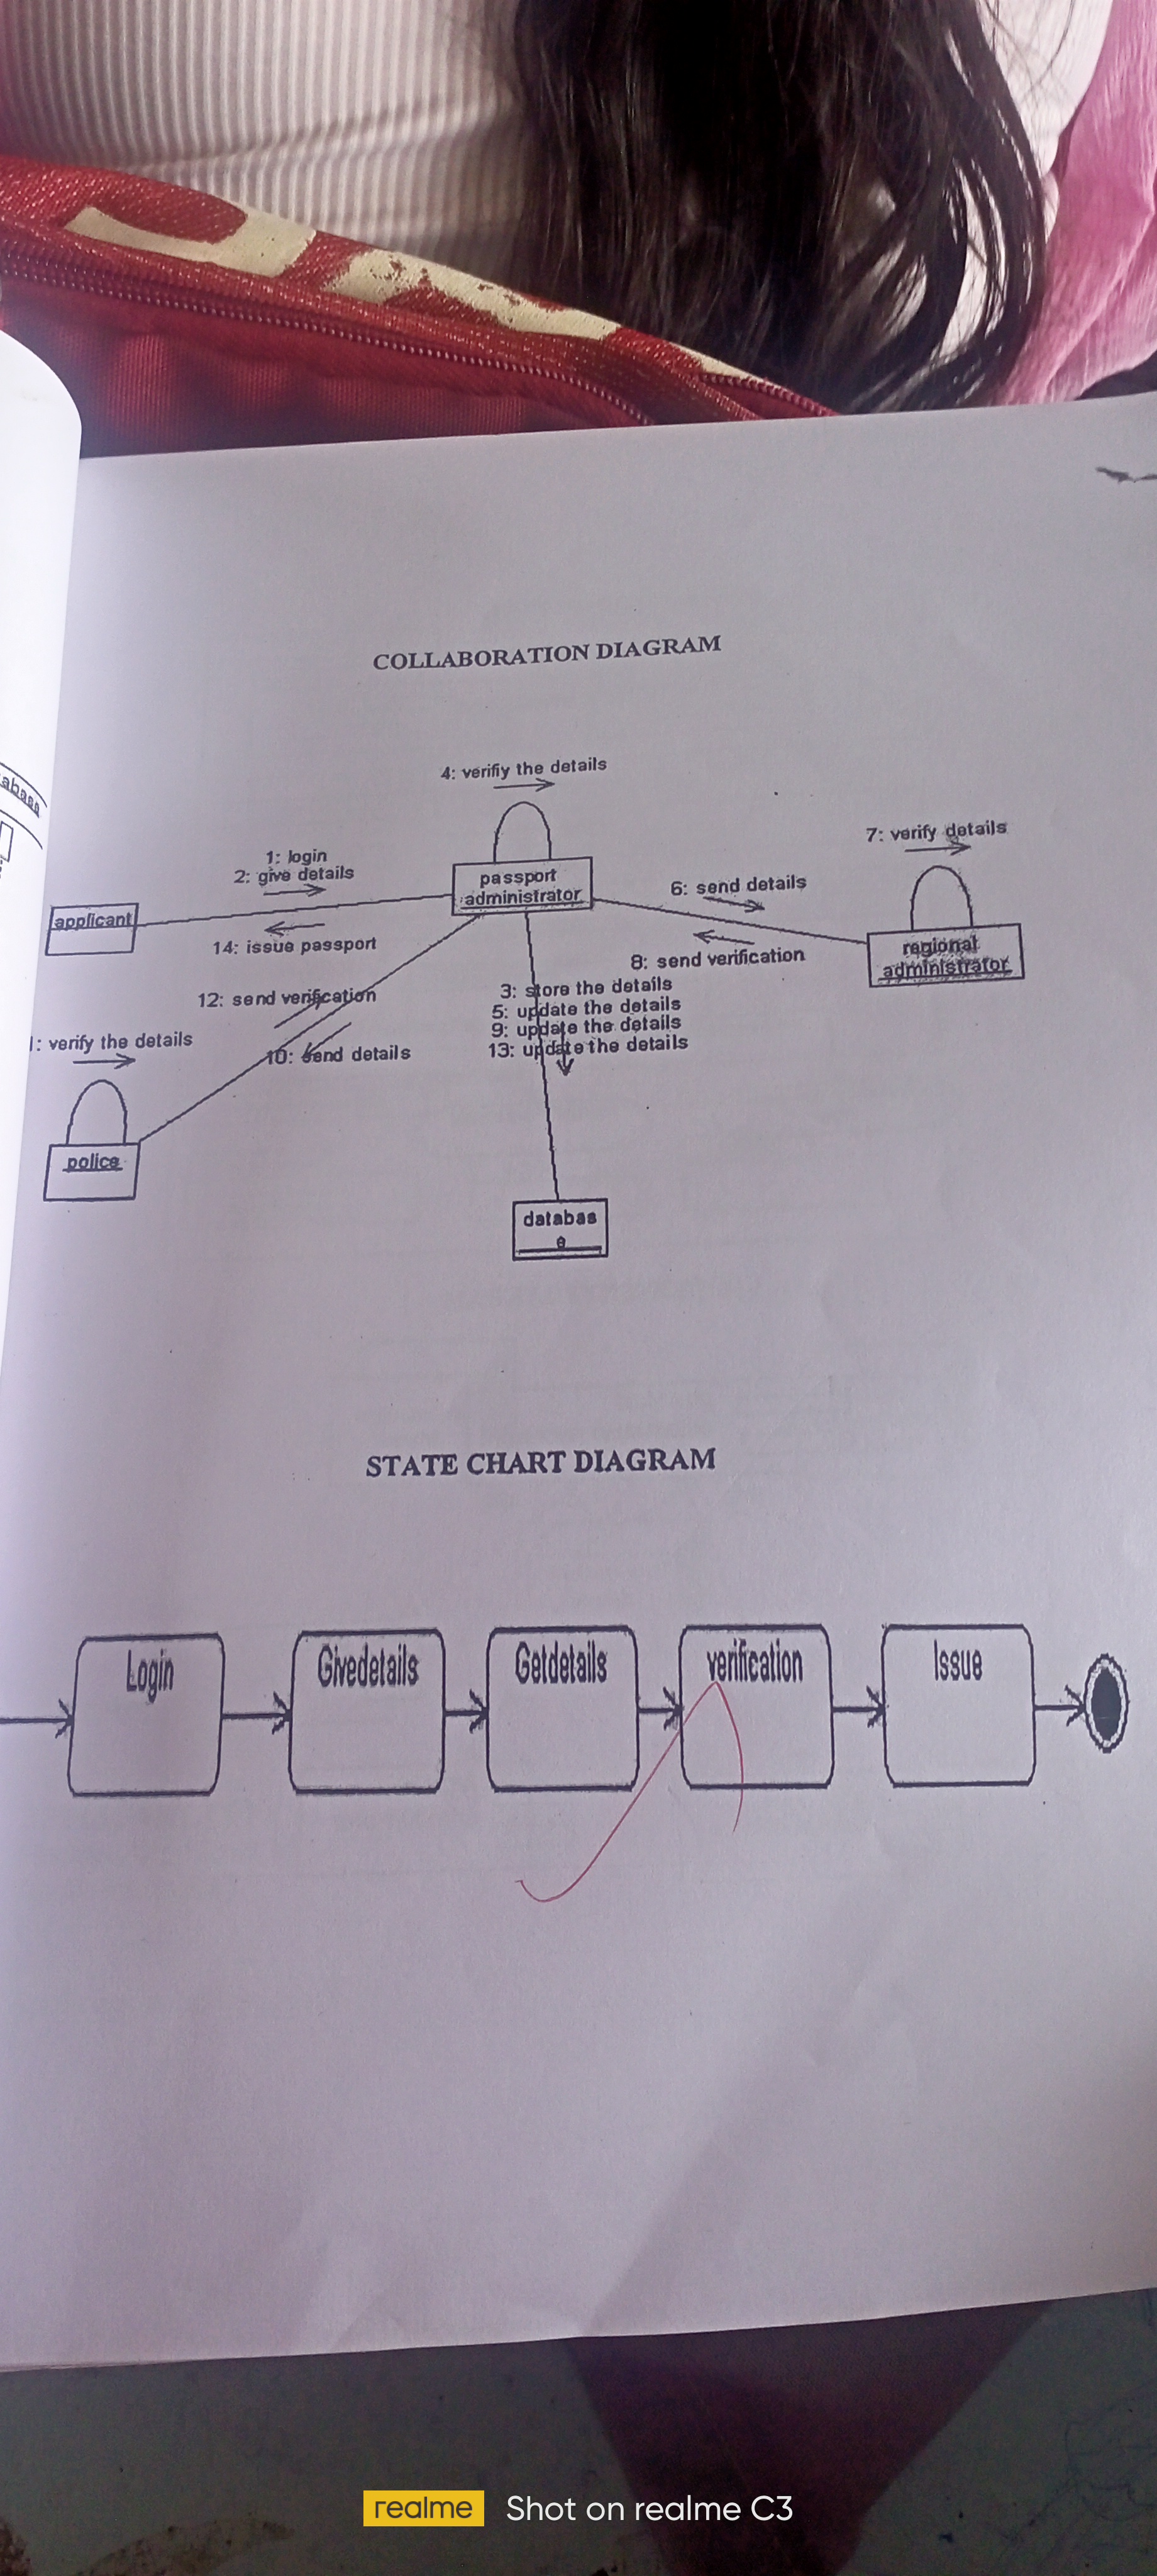 COLLABORATION DIAGRAM
4: verifiy the details
7: verify details
1: login
2: give details
passport
administrator
6: send details
applicant
14: issue passport
regional
administrator
8: send verification
12: send verification
3: store the details
5: update the details
9: update the details
13: update the details
1: verify the details
10: send details
police
databas
e
STATE CHART DIAGRAM
Login
Givedetails
Getdetails
verification
Issue
realme Shot on realme C3